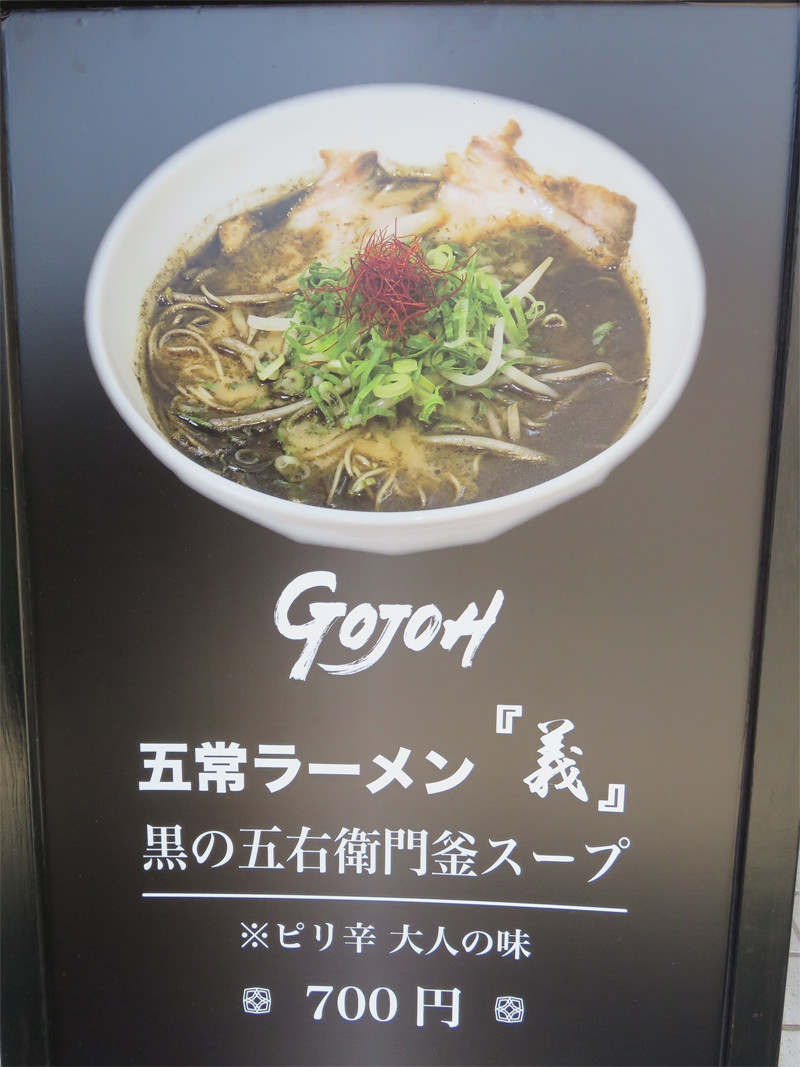 GOJOH
五常ラーメン『義』
黒の五右衛門釜スープ
※ピリ辛 大人の味
700円